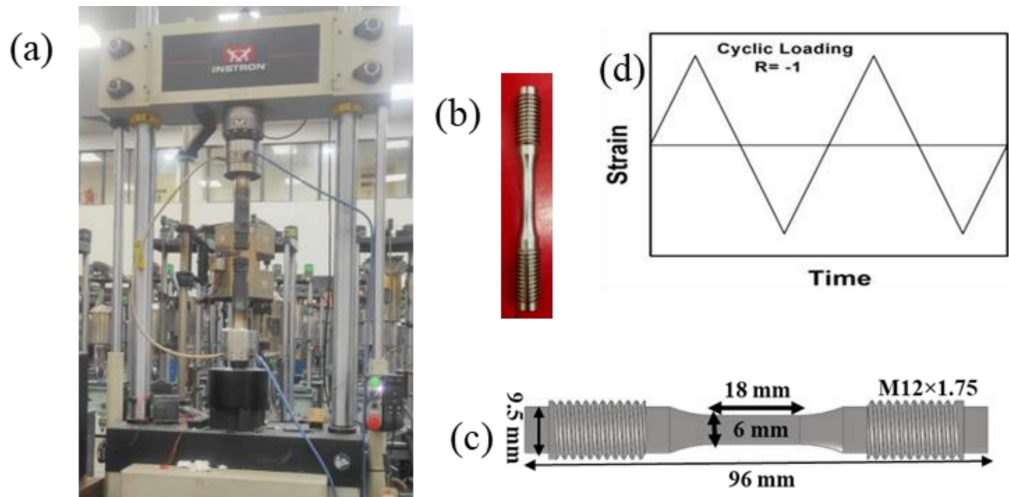 (a)
INSTRON
(b)
(d)
Cyclic Loading
R= -1
Strain
Time
(c)
9.5 mm
18 mm
6 mm
M12×1.75
96 mm